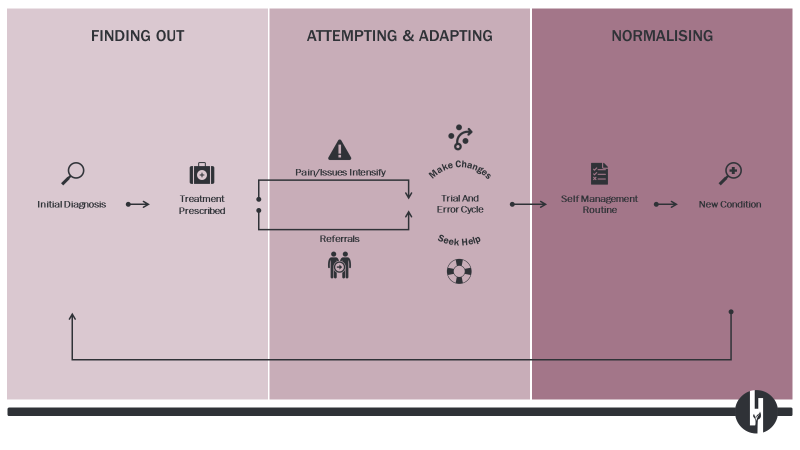 FINDING OUT
ATTEMPTING & ADAPTING
NORMALISING
Initial Diagnosis
Treatment
Prescribed
Pain/Issues Intensify
Referrals
Make Changes
Trial And
Error Cycle
Seek Help
Self Management
Routine
New Condition